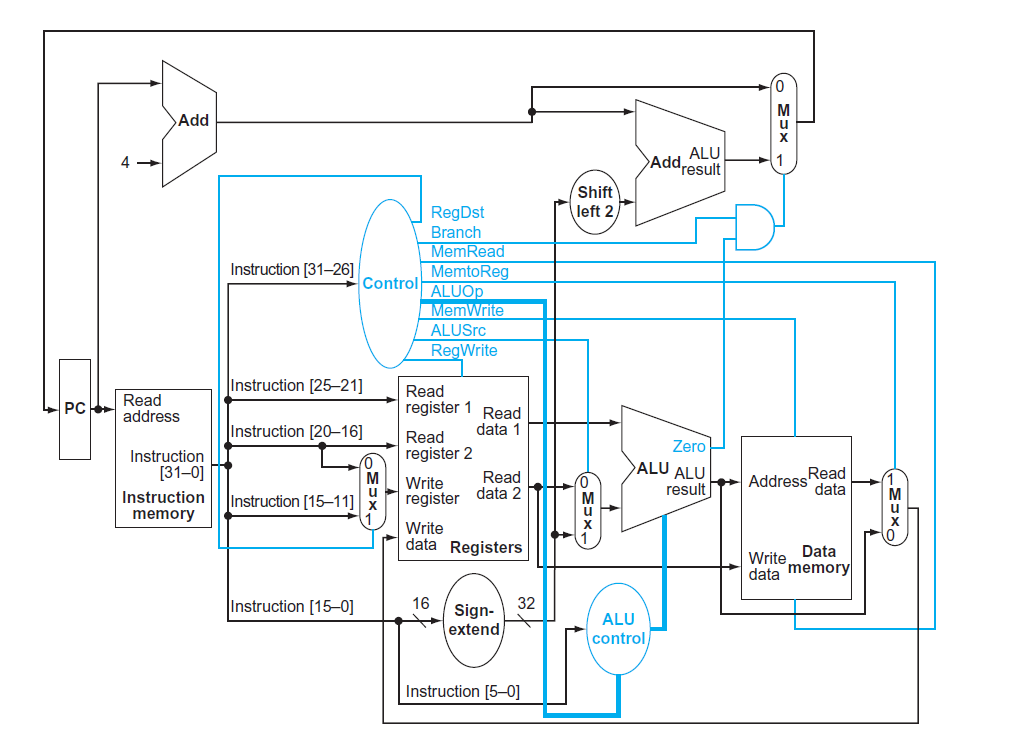 0
M
u
x
1
Add
4
Add
ALU
result
Shift
left 2
RegDst
Branch
MemRead
MemtoReg
ALUOp
MemWrite
ALUSrc
RegWrite
Control
Instruction [31–26]
Instruction [25–21]
Instruction [20–16]
Instruction [15–11]
Instruction [15–0]
Instruction [5–0]
PC
Read
address
Instruction
[31–0]
Instruction
memory
0
M
u
x
1
Read
register 1
Read
data 1
Read
register 2
Write
register
Read
data 2
Write
data
Registers
0
M
u
x
1
Zero
ALU
ALU
result
Address
Read
data
Write
data
Data
memory
1
M
u
x
0
16
Sign-
extend
32
ALU
control